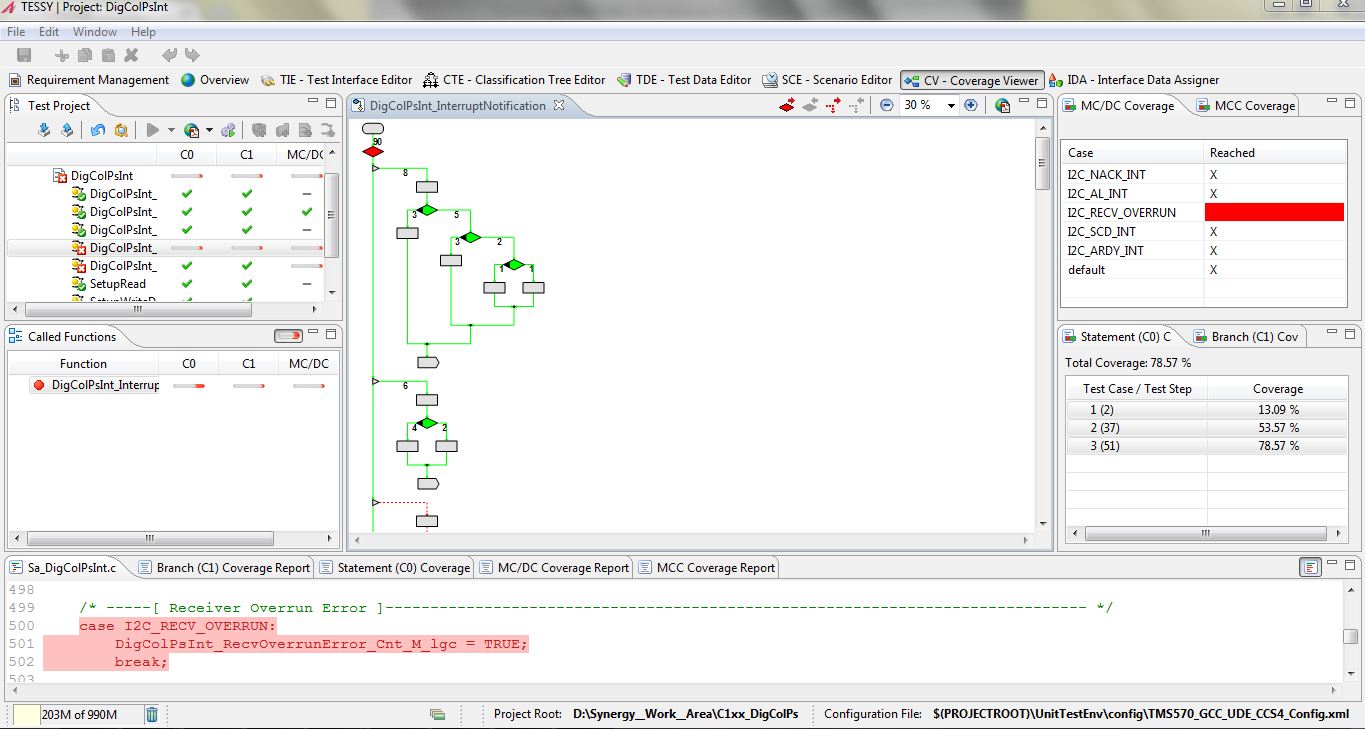 TESSY | Project: DigColPsInt
File Edit Window Help
Requirement Management Overview TIE - Test Interface Editor CTE - Classification Tree Editor TDE - Test Data Editor SCE - Scenario Editor CV - Coverage Viewer IDA - Interface Data Assigner
Test Project
C0 C1 MC/DC
DigColPsInt
DigColPsInt_
DigColPsInt_
DigColPsInt_
DigColPsInt_
DigColPsInt_
SetupRead
Called Functions
Function C0 C1 MC/DC
DigColPsInt_Interrup
DigColPsInt_InterruptNotification
30 %
90
8
3 5
3 2
1 1
6
4 2
MC/DC Coverage MCC Coverage
Case Reached
I2C_NACK_INT X
I2C_AL_INT X
I2C_RECV_OVERRUN
I2C_SCD_INT X
I2C_ARDY_INT X
default X
Statement (C0) C Branch (C1) Cov
Total Coverage: 78.57 %
Test Case / Test Step Coverage
1 (2) 13.09 %
2 (37) 53.57 %
3 (51) 78.57 %
Sa_DigColPsInt.c Branch (C1) Coverage Report Statement (C0) Coverage MC/DC Coverage Report MCC Coverage Report
498
499 /* -----[ Receiver Overrun Error ]------------------------------------------------------------------------------ */
500 case I2C_RECV_OVERRUN:
501 DigColPsInt_RecvOverrunError_Cnt_M_lgc = TRUE;
502 break;
503
203M of 990M Project Root: D:\Synergy_Work_Area\C1xx_DigColPs Configuration File: $(PROJECTROOT)\UnitTestEnv\config\TMS570_GCC_UDE_CCS4_Config.xml